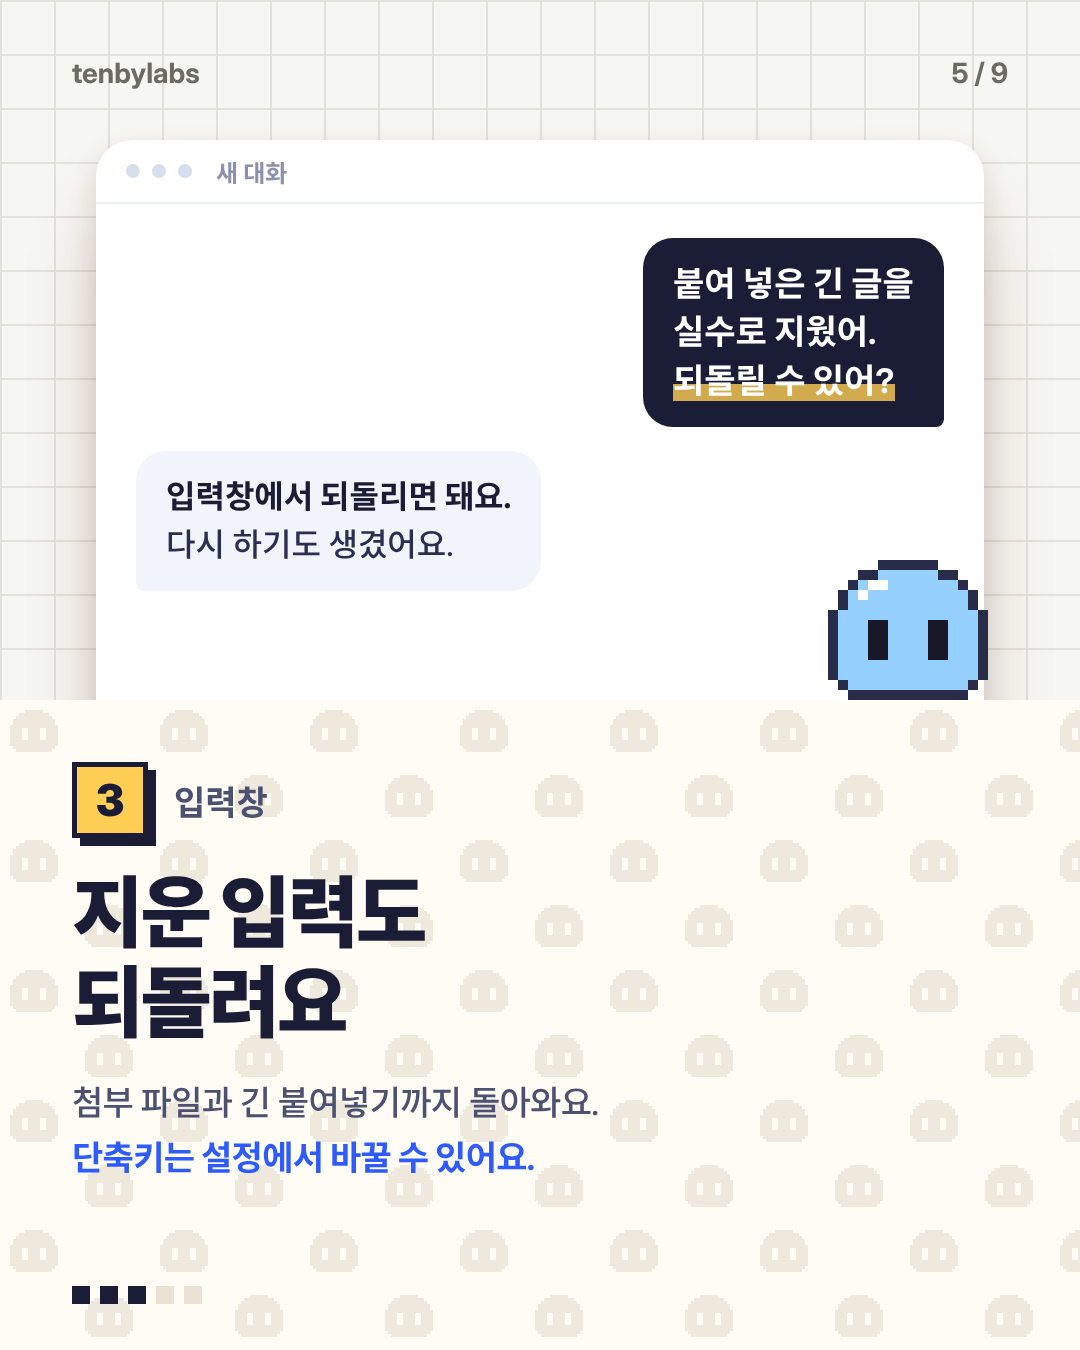 tenbylabs
5 / 9
새 대화
붙여 넣은 긴 글을
실수로 지웠어.
되돌릴 수 있어?
입력창에서 되돌리면 돼요.
다시 하기도 생겼어요.
3
입력창
지운 입력도
되돌려요
첨부 파일과 긴 붙여넣기까지 돌아와요.
단축키는 설정에서 바꿀 수 있어요.